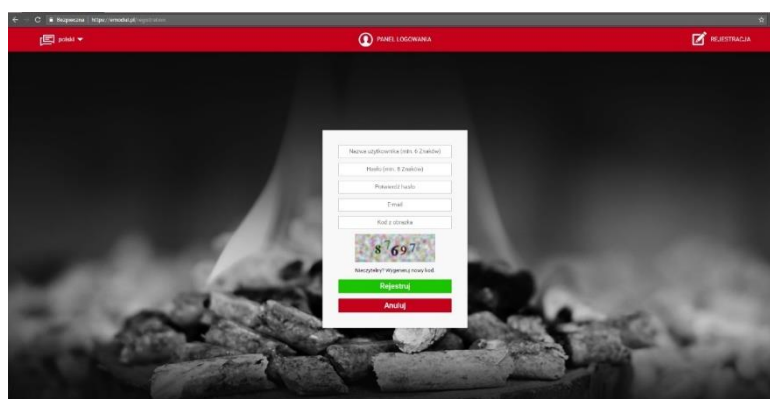 Bezpieczna | https://emodul.pl/registration
polski
PANEL LOGOWANIA
REJESTRACJA
Nazwa użytkownika (min. 6 Znaków)
Hasło (min. 8 Znaków)
Potwierdź hasło
E-mail
Kod z obrazka
87697
Nieczytelny? Wygeneruj nowy kod.
Rejestruj
Anuluj